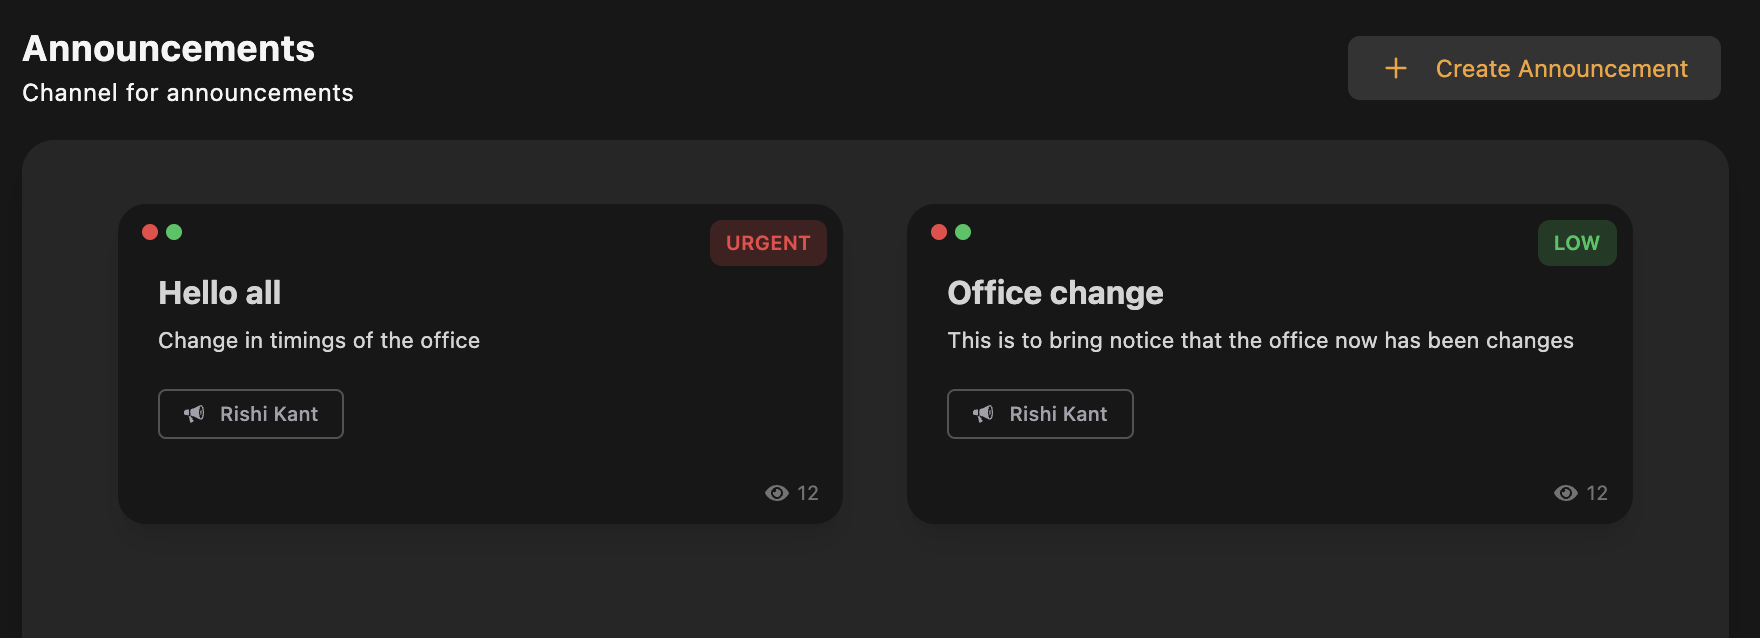 Announcements
Channel for announcements
Create Announcement
URGENT
Hello all
Change in timings of the office
Rishi Kant
12
LOW
Office change
This is to bring notice that the office now has been changes
Rishi Kant
12